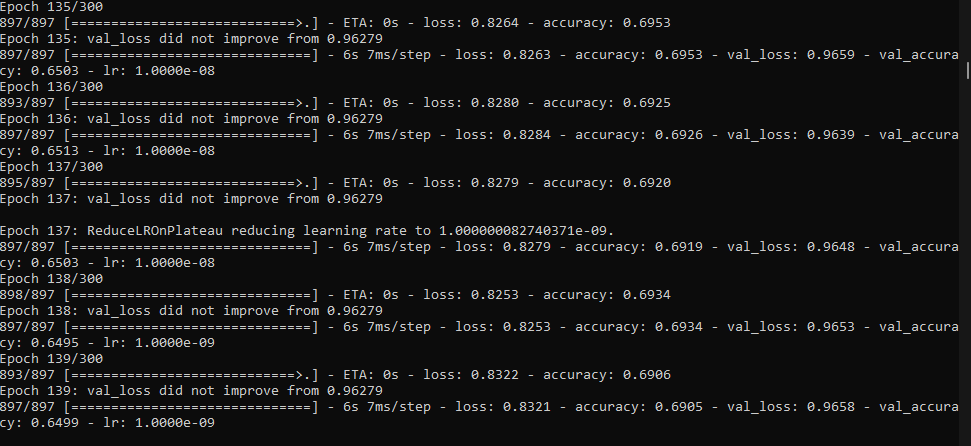 Epoch 135/300
897/897 [============================>.] - ETA: 0s - loss: 0.8264 - accuracy: 0.6953
Epoch 135: val_loss did not improve from 0.96279
897/897 [==============================] - 6s 7ms/step - loss: 0.8263 - accuracy: 0.6953 - val_loss: 0.9659 - val_accura
cy: 0.6503 - lr: 1.0000e-08
Epoch 136/300
893/897 [============================>.] - ETA: 0s - loss: 0.8280 - accuracy: 0.6925
Epoch 136: val_loss did not improve from 0.96279
897/897 [==============================] - 6s 7ms/step - loss: 0.8284 - accuracy: 0.6926 - val_loss: 0.9639 - val_accura
cy: 0.6513 - lr: 1.0000e-08
Epoch 137/300
895/897 [============================>.] - ETA: 0s - loss: 0.8279 - accuracy: 0.6920
Epoch 137: val_loss did not improve from 0.96279
Epoch 137: ReduceLROnPlateau reducing learning rate to 1.000000082740371e-09.
897/897 [==============================] - 6s 7ms/step - loss: 0.8279 - accuracy: 0.6919 - val_loss: 0.9648 - val_accura
cy: 0.6503 - lr: 1.0000e-08
Epoch 138/300
898/897 [==============================] - ETA: 0s - loss: 0.8253 - accuracy: 0.6934
Epoch 138: val_loss did not improve from 0.96279
897/897 [==============================] - 6s 7ms/step - loss: 0.8253 - accuracy: 0.6934 - val_loss: 0.9653 - val_accura
cy: 0.6495 - lr: 1.0000e-09
Epoch 139/300
893/897 [============================>.] - ETA: 0s - loss: 0.8322 - accuracy: 0.6906
Epoch 139: val_loss did not improve from 0.96279
897/897 [==============================] - 6s 7ms/step - loss: 0.8321 - accuracy: 0.6905 - val_loss: 0.9658 - val_accura
cy: 0.6499 - lr: 1.0000e-09